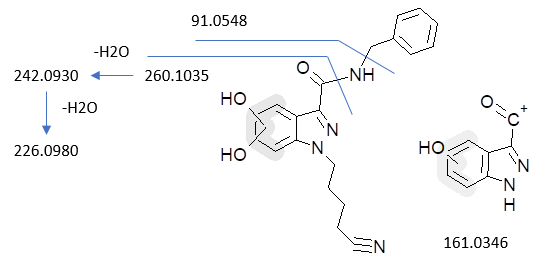 91.0548
-H2O
242.0930
260.1035
-H2O
226.0980
O
NH
HO
HO
N
N
N
O
C
+
HO
N
N
H
161.0346